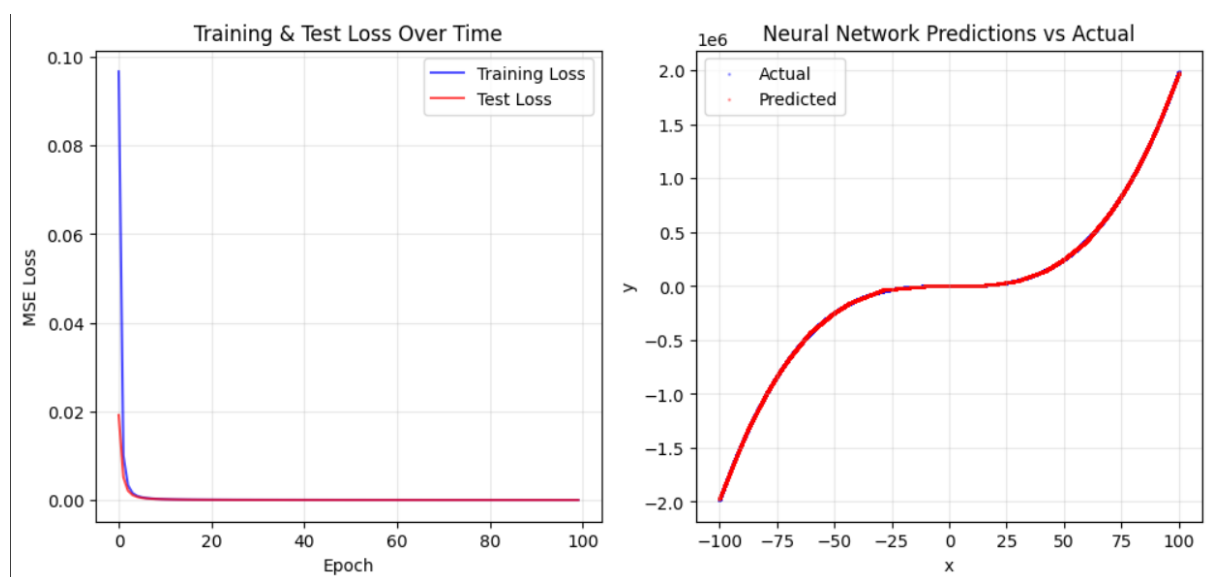 Training & Test Loss Over Time
0.10
0.08
0.06
0.04
0.02
0.00
MSE Loss
Training Loss
Test Loss
0
20
40
60
80
100
Epoch
Neural Network Predictions vs Actual
1e6
2.0
1.5
1.0
0.5
0.0
−0.5
−1.0
−1.5
−2.0
y
Actual
Predicted
−100
−75
−50
−25
0
25
50
75
100
x